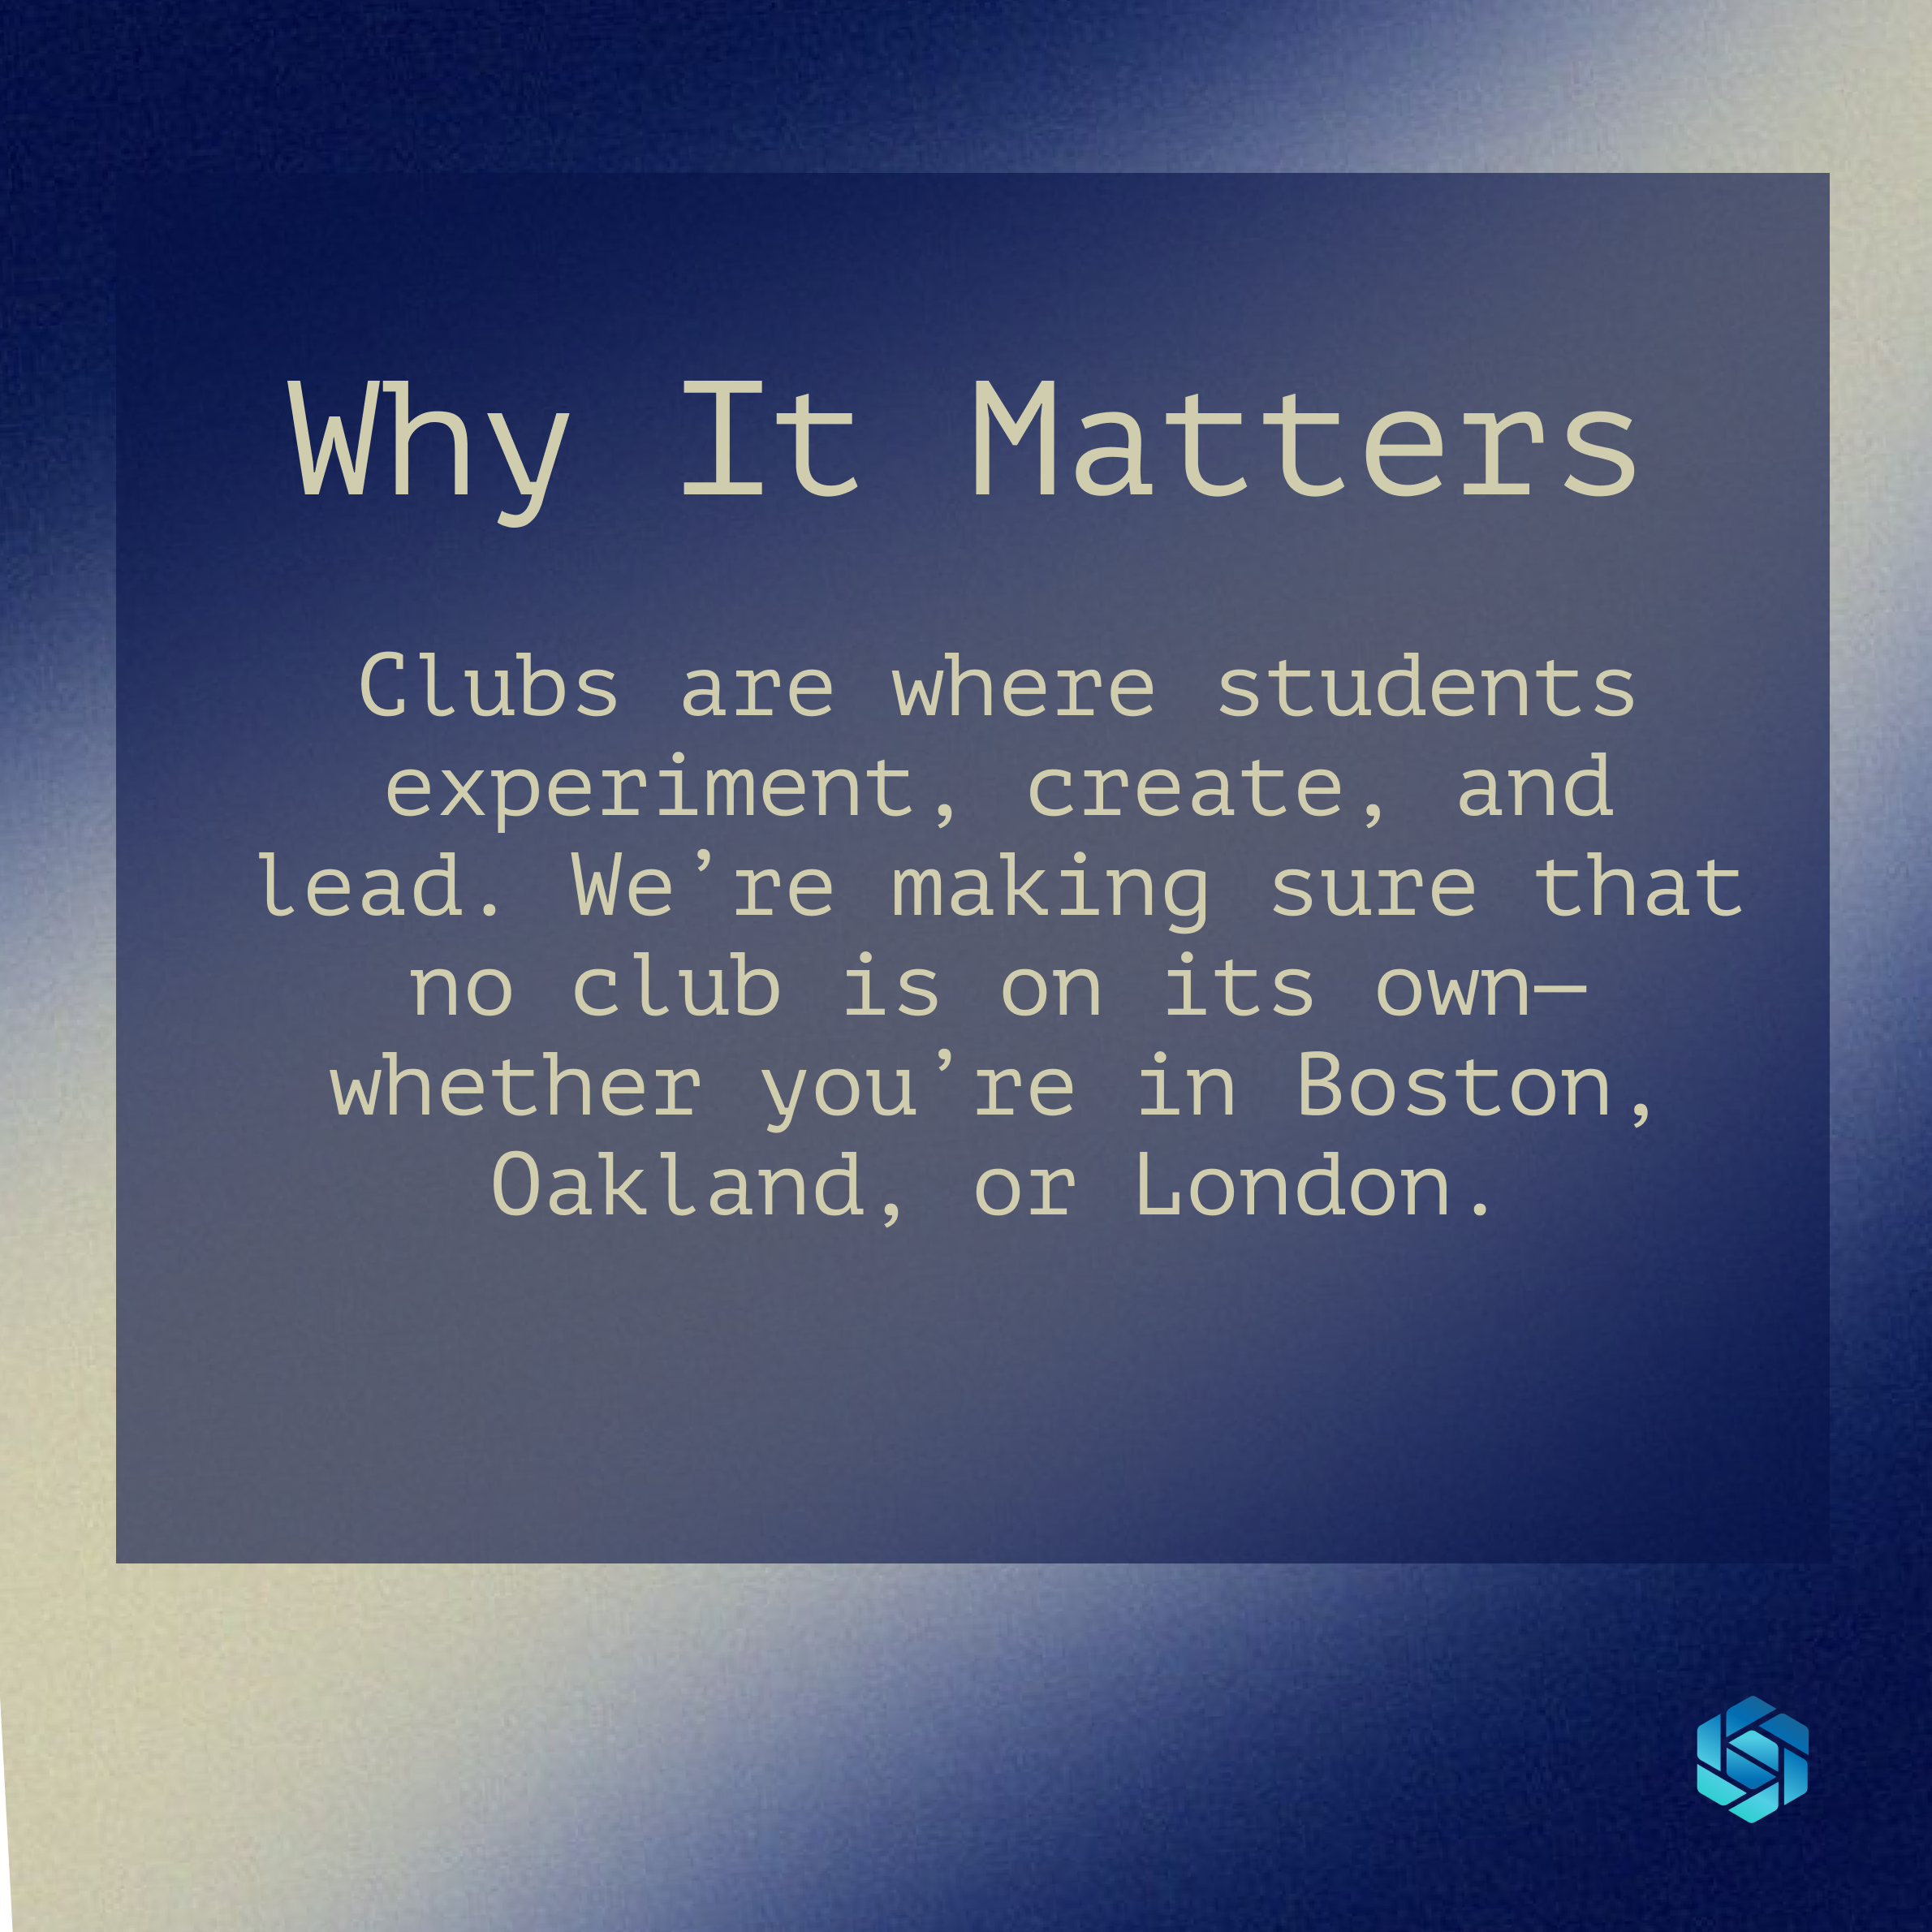 Why It Matters
Clubs are where students
experiment, create, and
lead. We’re making sure that
no club is on its own—
whether you’re in Boston,
Oakland, or London.